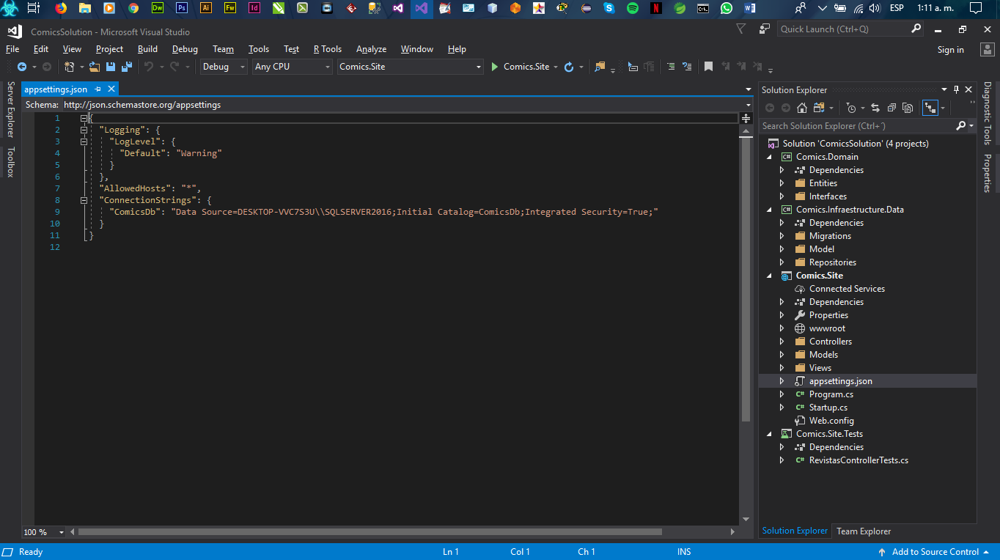 Dw Ps Ai Fw Id
ESP 1:11 a. m.
ComicsSolution - Microsoft Visual Studio
Quick Launch (Ctrl+Q)
File Edit View Project Build Debug Team Tools Test R Tools Analyze Window Help
Sign in
Debug Any CPU Comics.Site Comics.Site
Server Explorer
Toolbox
appsettings.json
Schema: http://json.schemastore.org/appsettings
1 {
2 "Logging": {
3 "LogLevel": {
4 "Default": "Warning"
5 }
6 },
7 "AllowedHosts": "*",
8 "ConnectionStrings": {
9 "ComicsDb": "Data Source=DESKTOP-VVC7S3U\\SQLSERVER2016;Initial Catalog=ComicsDb;Integrated Security=True;"
10 }
11 }
12
100 %
Solution Explorer
Search Solution Explorer (Ctrl+´)
Solution 'ComicsSolution' (4 projects)
C# Comics.Domain
Dependencies
Entities
Interfaces
C# Comics.Infraestructure.Data
Dependencies
Migrations
Model
Repositories
Comics.Site
Connected Services
Dependencies
Properties
wwwroot
Controllers
Models
Views
appsettings.json
C# Program.cs
C# Startup.cs
Web.config
Comics.Site.Tests
Dependencies
C# RevistasControllerTests.cs
Solution Explorer Team Explorer
Diagnostic Tools
Properties
Ready Ln 1 Col 1 Ch 1 INS Add to Source Control